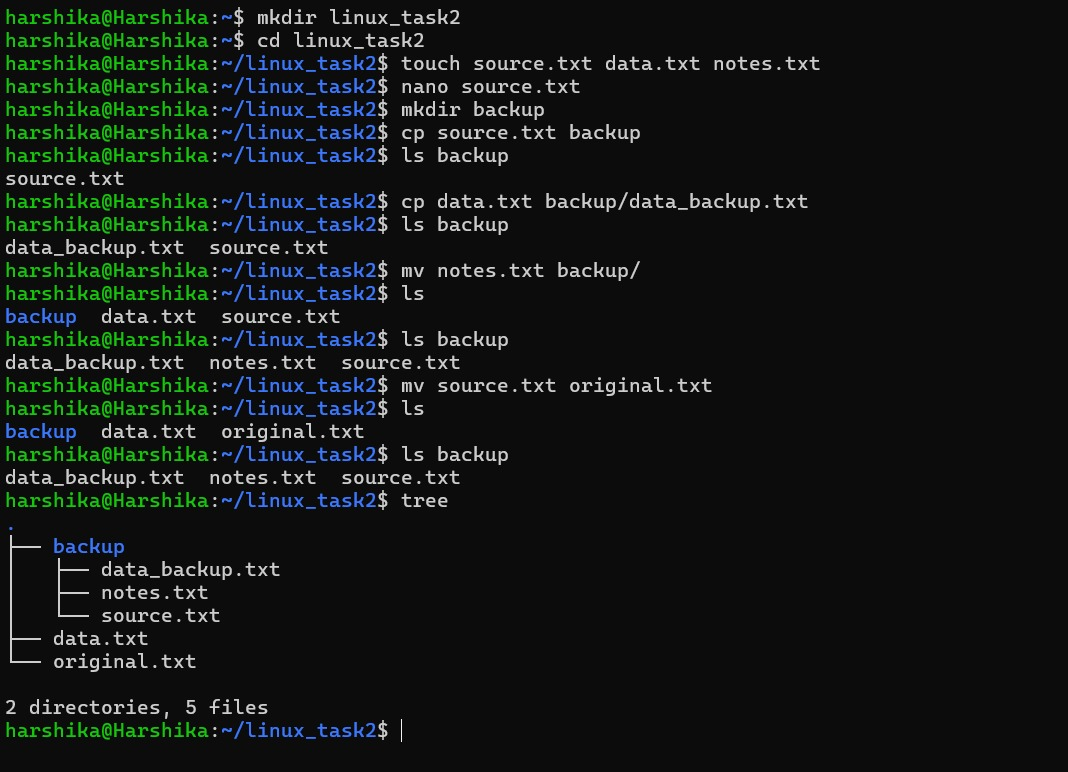 harshika@Harshika:~$ mkdir linux_task2
harshika@Harshika:~$ cd linux_task2
harshika@Harshika:~/linux_task2$ touch source.txt data.txt notes.txt
harshika@Harshika:~/linux_task2$ nano source.txt
harshika@Harshika:~/linux_task2$ mkdir backup
harshika@Harshika:~/linux_task2$ cp source.txt backup
harshika@Harshika:~/linux_task2$ ls backup
source.txt
harshika@Harshika:~/linux_task2$ cp data.txt backup/data_backup.txt
harshika@Harshika:~/linux_task2$ ls backup
data_backup.txt  source.txt
harshika@Harshika:~/linux_task2$ mv notes.txt backup/
harshika@Harshika:~/linux_task2$ ls
backup  data.txt  source.txt
harshika@Harshika:~/linux_task2$ ls backup
data_backup.txt  notes.txt  source.txt
harshika@Harshika:~/linux_task2$ mv source.txt original.txt
harshika@Harshika:~/linux_task2$ ls
backup  data.txt  original.txt
harshika@Harshika:~/linux_task2$ ls backup
data_backup.txt  notes.txt  source.txt
harshika@Harshika:~/linux_task2$ tree
.
├── backup
│   ├── data_backup.txt
│   ├── notes.txt
│   └── source.txt
├── data.txt
└── original.txt
2 directories, 5 files
harshika@Harshika:~/linux_task2$